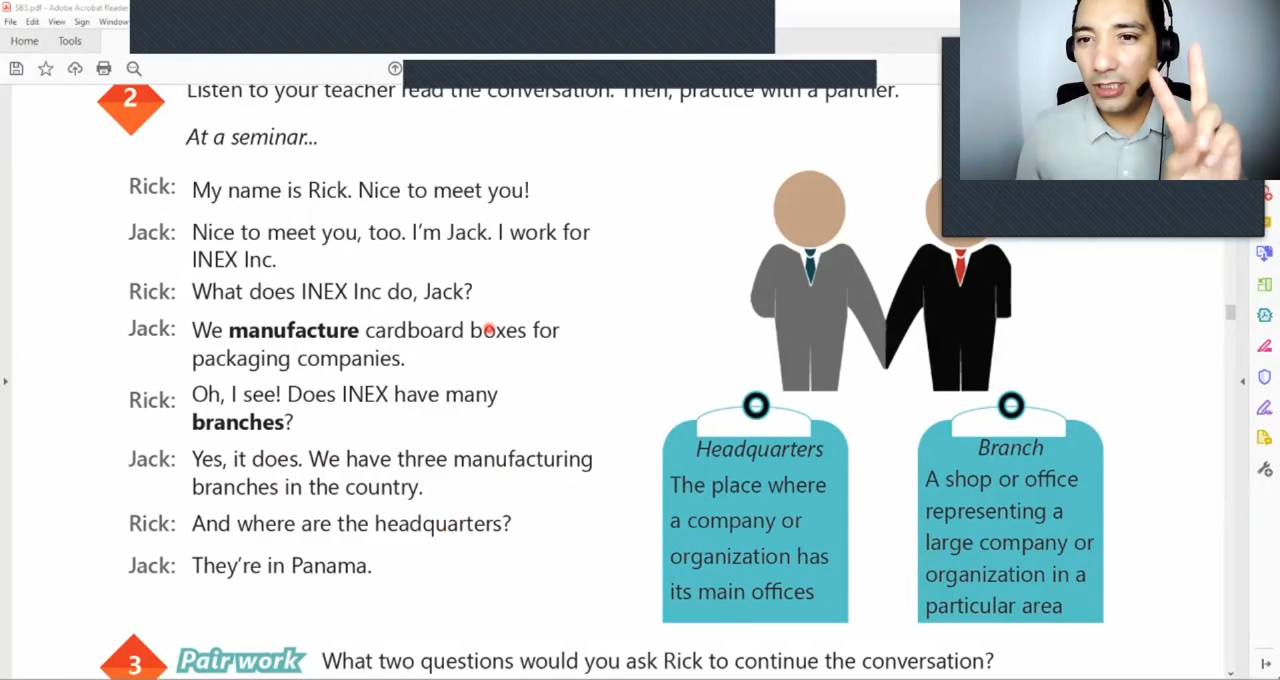 SB3.pdf - Adobe Acrobat Reader
File Edit View Sign Window
Home Tools
2
Listen to your teacher read the conversation. Then, practice with a partner.
At a seminar...
Rick: My name is Rick. Nice to meet you!
Jack: Nice to meet you, too. I'm Jack. I work for
INEX Inc.
Rick: What does INEX Inc do, Jack?
Jack: We manufacture cardboard boxes for
packaging companies.
Rick: Oh, I see! Does INEX have many
branches?
Jack: Yes, it does. We have three manufacturing
branches in the country.
Rick: And where are the headquarters?
Jack: They're in Panama.
Headquarters
The place where
a company or
organization has
its main offices
Branch
A shop or office
representing a
large company or
organization in a
particular area
3
Pair work What two questions would you ask Rick to continue the conversation?